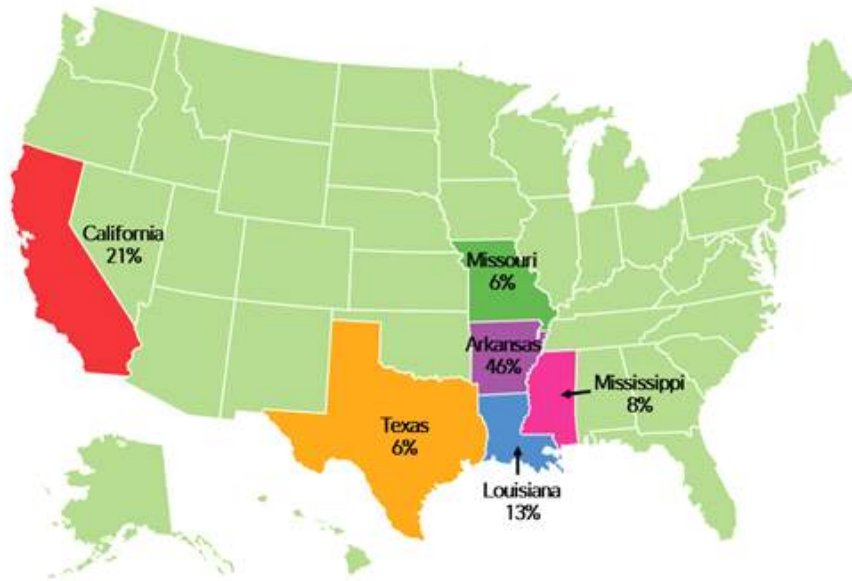 California
21%
Missouri
6%
Arkansas
46%
Mississippi
8%
Texas
6%
Louisiana
13%